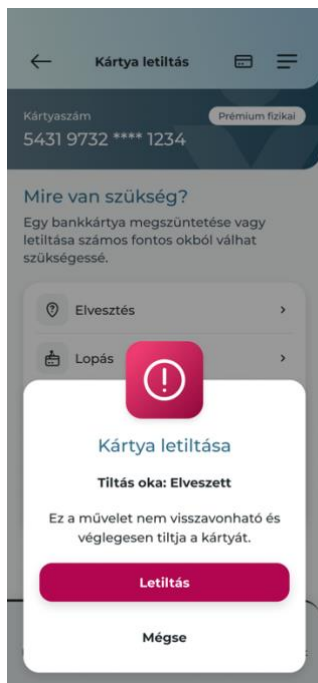 Kártya letiltás
Kártyaszám
Prémium fizikal
5431 9732 **** 1234
Mire van szükség?
Egy bankkártya megszüntetése vagy
letiltása számos fontos okból válhat
szükségessé.
Elvesztés
Lopás
Kártya letiltása
Tiltás oka: Elveszett
Ez a művelet nem visszavonható és
véglegesen tiltja a kártyát.
Letiltás
Mégse